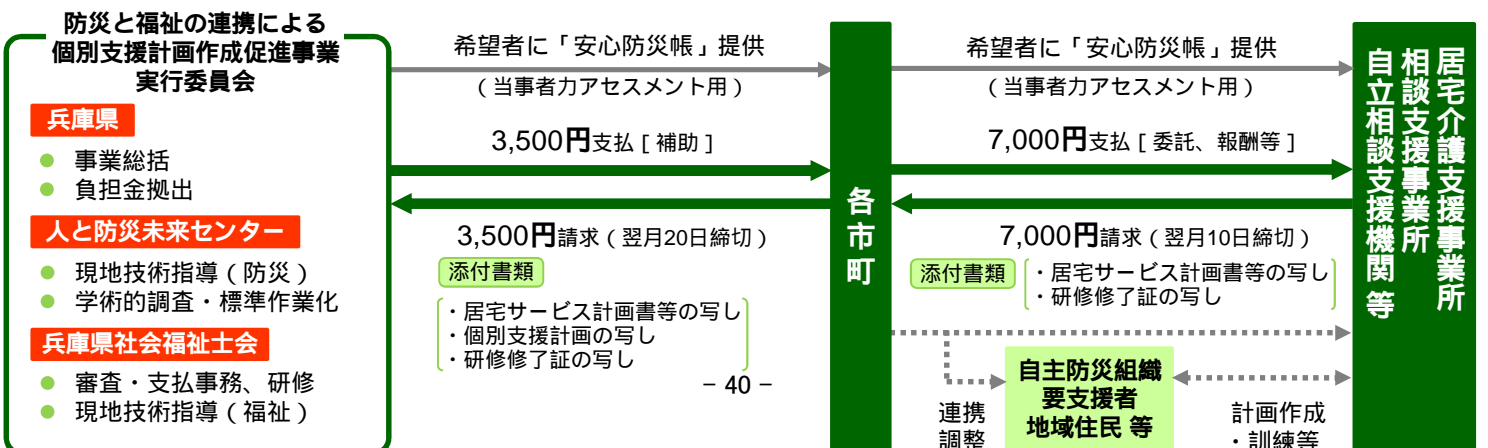 防災と福祉の連携による
個別支援計画作成促進事業
実行委員会
兵庫県
● 事業総括
● 負担金拠出
人と防災未来センター
● 現地技術指導（防災）
● 学術的調査・標準作業化
兵庫県社会福祉士会
● 審査・支払事務、研修
● 現地技術指導（福祉）
希望者に「安心防災帳」提供
（当事者力アセスメント用）
3,500円支払［補助］
3,500円請求（翌月20日締切）
添付書類
・居宅サービス計画書等の写し
・個別支援計画の写し
・研修修了証の写し
－ 40 －
各市町
希望者に「安心防災帳」提供
（当事者力アセスメント用）
7,000円支払［委託、報酬等］
7,000円請求（翌月10日締切）
添付書類
・居宅サービス計画書等の写し
・研修修了証の写し
連携
調整
自主防災組織
要支援者
地域住民 等
計画作成
・訓練等
居宅介護支援事業所
相談支援事業所
自立相談支援機関 等